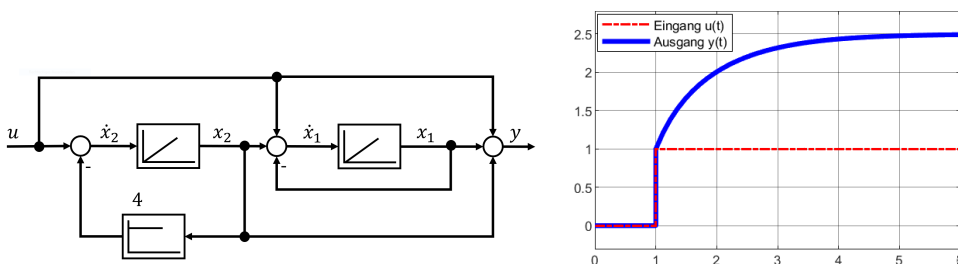 u
-
ẋ₂
x₂
-
ẋ₁
x₁
y
4
Eingang u(t)
Ausgang y(t)
2.5
2
1.5
1
0.5
0
0 1 2 3 4 5 6